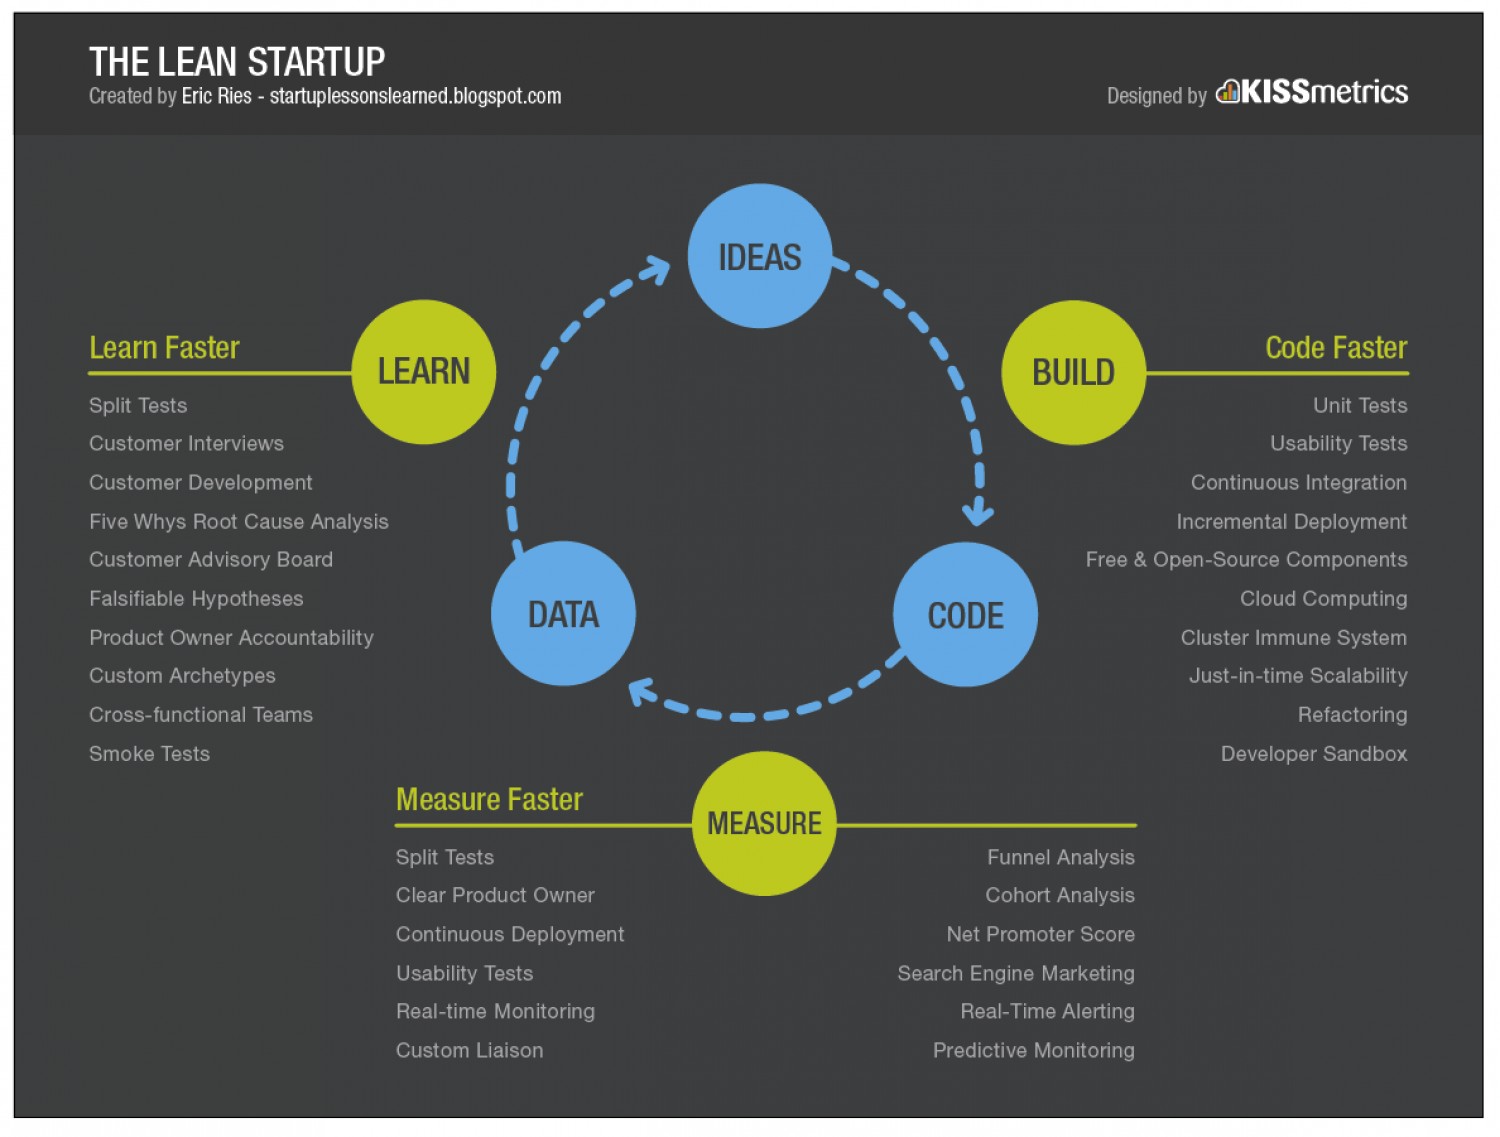 THE LEAN STARTUP
Created by Eric Ries - startuplessonslearned.blogspot.com
Designed by KISSmetrics
IDEAS
LEARN
BUILD
DATA
CODE
MEASURE
Learn Faster
Split Tests
Customer Interviews
Customer Development
Five Whys Root Cause Analysis
Customer Advisory Board
Falsifiable Hypotheses
Product Owner Accountability
Custom Archetypes
Cross-functional Teams
Smoke Tests
Code Faster
Unit Tests
Usability Tests
Continuous Integration
Incremental Deployment
Free & Open-Source Components
Cloud Computing
Cluster Immune System
Just-in-time Scalability
Refactoring
Developer Sandbox
Measure Faster
Split Tests
Clear Product Owner
Continuous Deployment
Usability Tests
Real-time Monitoring
Custom Liaison
Funnel Analysis
Cohort Analysis
Net Promoter Score
Search Engine Marketing
Real-Time Alerting
Predictive Monitoring